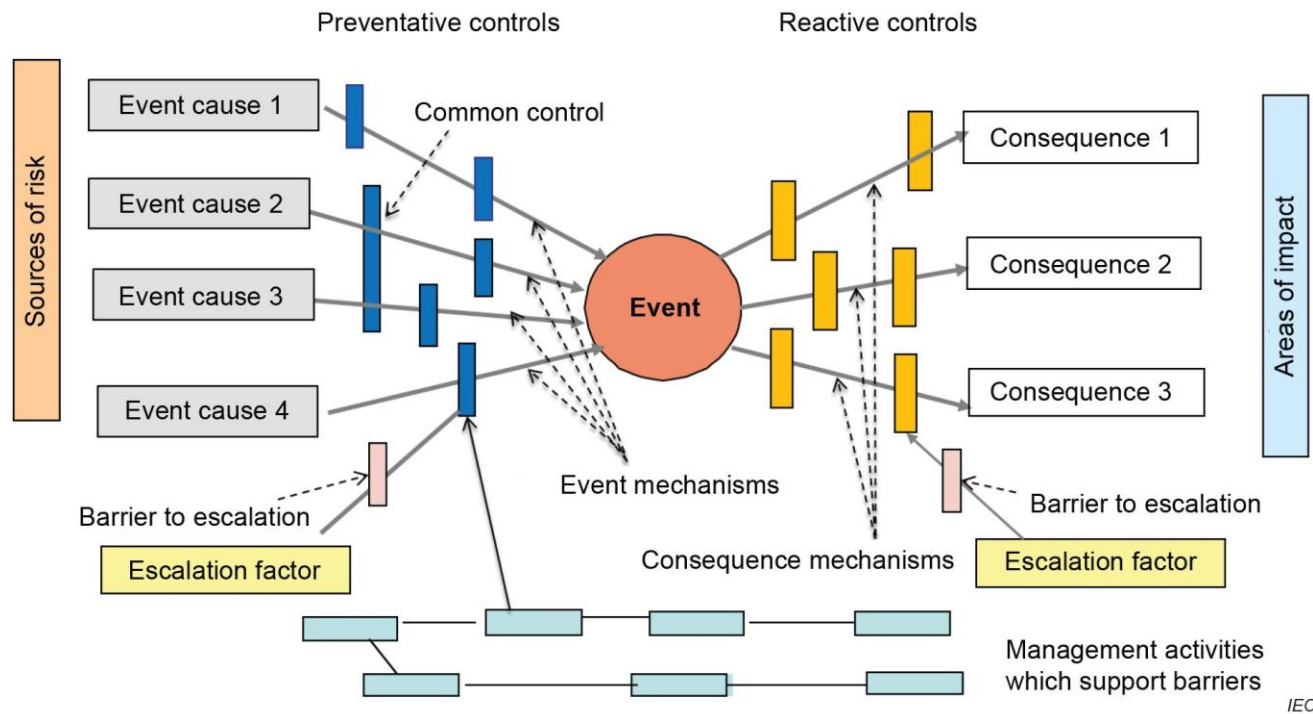 Preventative controls
Reactive controls
Sources of risk
Event cause 1
Common control
Consequence 1
Areas of impact
Event cause 2
Consequence 2
Event cause 3
Event
Event cause 4
Consequence 3
Event mechanisms
Barrier to escalation
Barrier to escalation
Consequence mechanisms
Escalation factor
Escalation factor
Management activities
which support barriers
IEC